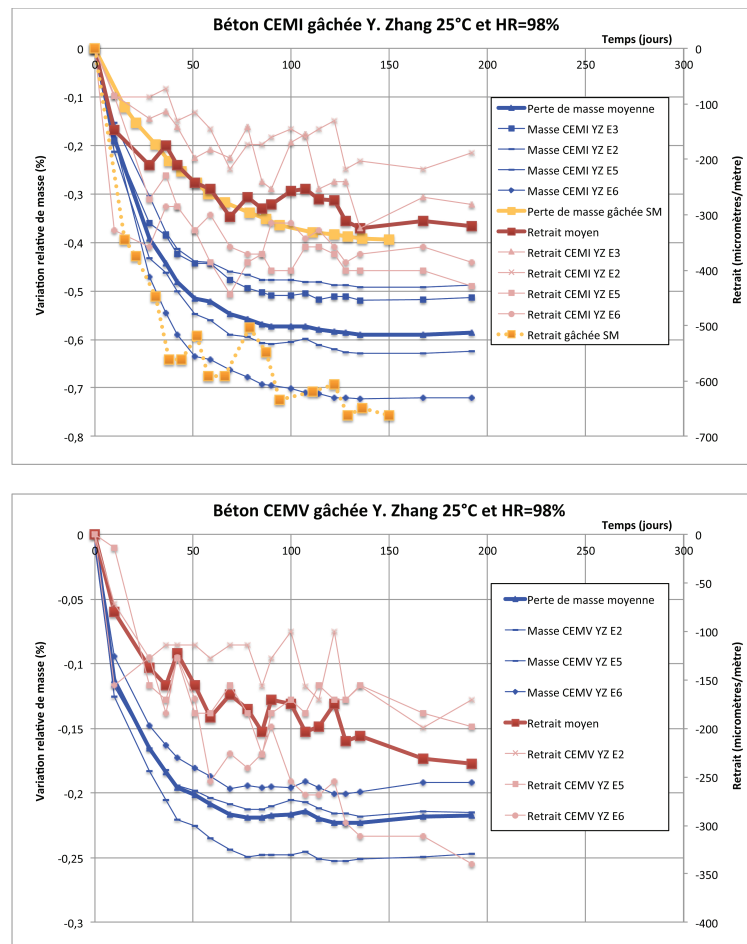 Béton CEMI gâchée Y. Zhang 25°C et HR=98%
Temps (jours)
0 50 100 150 200 250 300
0
-0,1
-0,2
-0,3
-0,4
-0,5
-0,6
-0,7
-0,8
Variation relative de masse (%)
0
-100
-200
-300
-400
-500
-600
-700
Retrait (micromètres/mètre)
Perte de masse moyenne
Masse CEMI YZ E3
Masse CEMI YZ E2
Masse CEMI YZ E5
Masse CEMI YZ E6
Perte de masse gâchée SM
Retrait moyen
Retrait CEMI YZ E3
Retrait CEMI YZ E2
Retrait CEMI YZ E5
Retrait CEMI YZ E6
Retrait gâchée SM
Béton CEMV gâchée Y. Zhang 25°C et HR=98%
Temps (jours)
0 50 100 150 200 250 300
0
-0,05
-0,1
-0,15
-0,2
-0,25
-0,3
Variation relative de masse (%)
0
-50
-100
-150
-200
-250
-300
-350
-400
Retrait (micromètres/mètre)
Perte de masse moyenne
Masse CEMV YZ E2
Masse CEMV YZ E5
Masse CEMV YZ E6
Retrait moyen
Retrait CEMV YZ E2
Retrait CEMV YZ E5
Retrait CEMV YZ E6